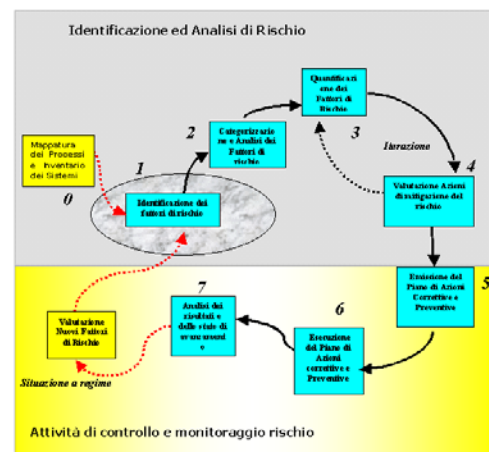 Identificazione ed Analisi di Rischio
Mappatura
dei Processi
e Inventario
dei Sistemi
0
1
Identificazione dei
fattori di rischio
2
Categorizzazio
ne e Analisi dei
Fattori di
rischio
Quantificazi
one dei
Fattori di
Rischio
3
Iterazione
4
Valutazione Azioni
di mitigazione del
rischio
5
Emissione del
Piano di Azioni
Correttive e
Preventive
6
Esecuzione del
Piano di
Azioni
correttive e
Preventive
7
Analisi dei
risultati e
dello stato di
avanzament
o
Valutazione
Nuovi Fattori
di Rischio
Situazione a regime
Attività di controllo e monitoraggio rischio